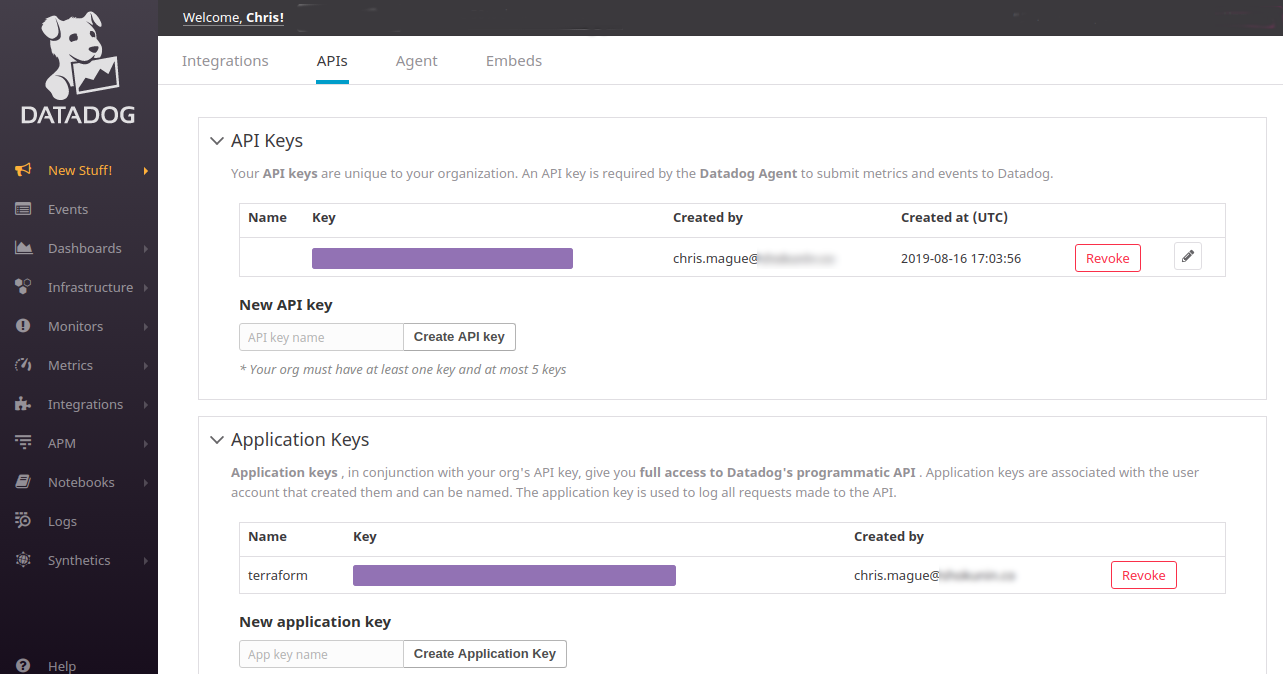 Welcome, Chris!
DATADOG
New Stuff!
Events
Dashboards
Infrastructure
Monitors
Metrics
Integrations
APM
Notebooks
Logs
Synthetics
Help
Integrations APIs Agent Embeds
API Keys
Your API keys are unique to your organization. An API key is required by the Datadog Agent to submit metrics and events to Datadog.
Name Key Created by Created at (UTC)
chris.mague@ 2019-08-16 17:03:56 Revoke
New API key
API key name Create API key
* Your org must have at least one key and at most 5 keys
Application Keys
Application keys , in conjunction with your org's API key, give you full access to Datadog's programmatic API . Application keys are associated with the user
account that created them and can be named. The application key is used to log all requests made to the API.
Name Key Created by
terraform chris.mague@ Revoke
New application key
App key name Create Application Key